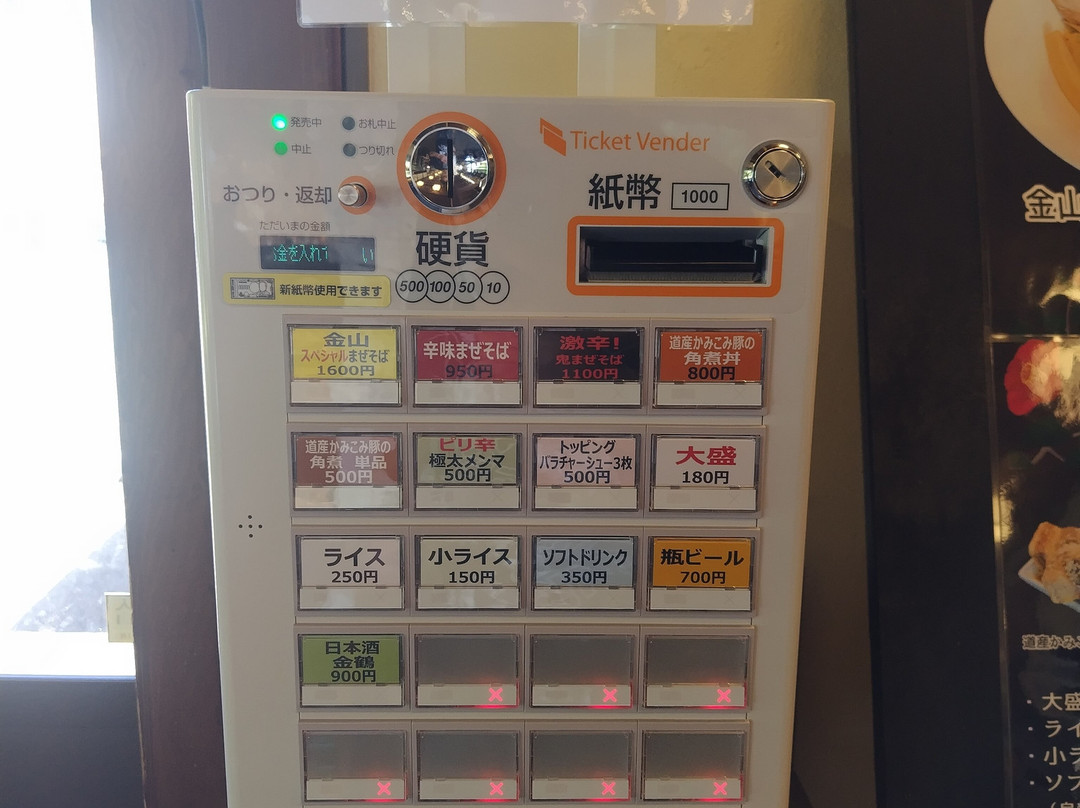 発売中
お札中止
中止
つり切れ
おつり・返却
ただいまの金額
金を入れて
い
新紙幣使用できます
硬貨
500 100 50 10
Ticket Vender
紙幣 1000
金山
スペシャルまぜそば
1600円
辛味まぜそば
950円
激辛!
鬼まぜそば
1100円
道産かみこみ豚の
角煮丼
800円
道産かみこみ豚の
角煮 単品
500円
ピリ辛
極太メンマ
500円
トッピング
バラチャーシュー3枚
500円
大盛
180円
ライス
250円
小ライス
150円
ソフトドリンク
350円
瓶ビール
700円
日本酒
金鶴
900円
金山
道産かみ
・大盛
・ライ
・小ラ
・ソフ